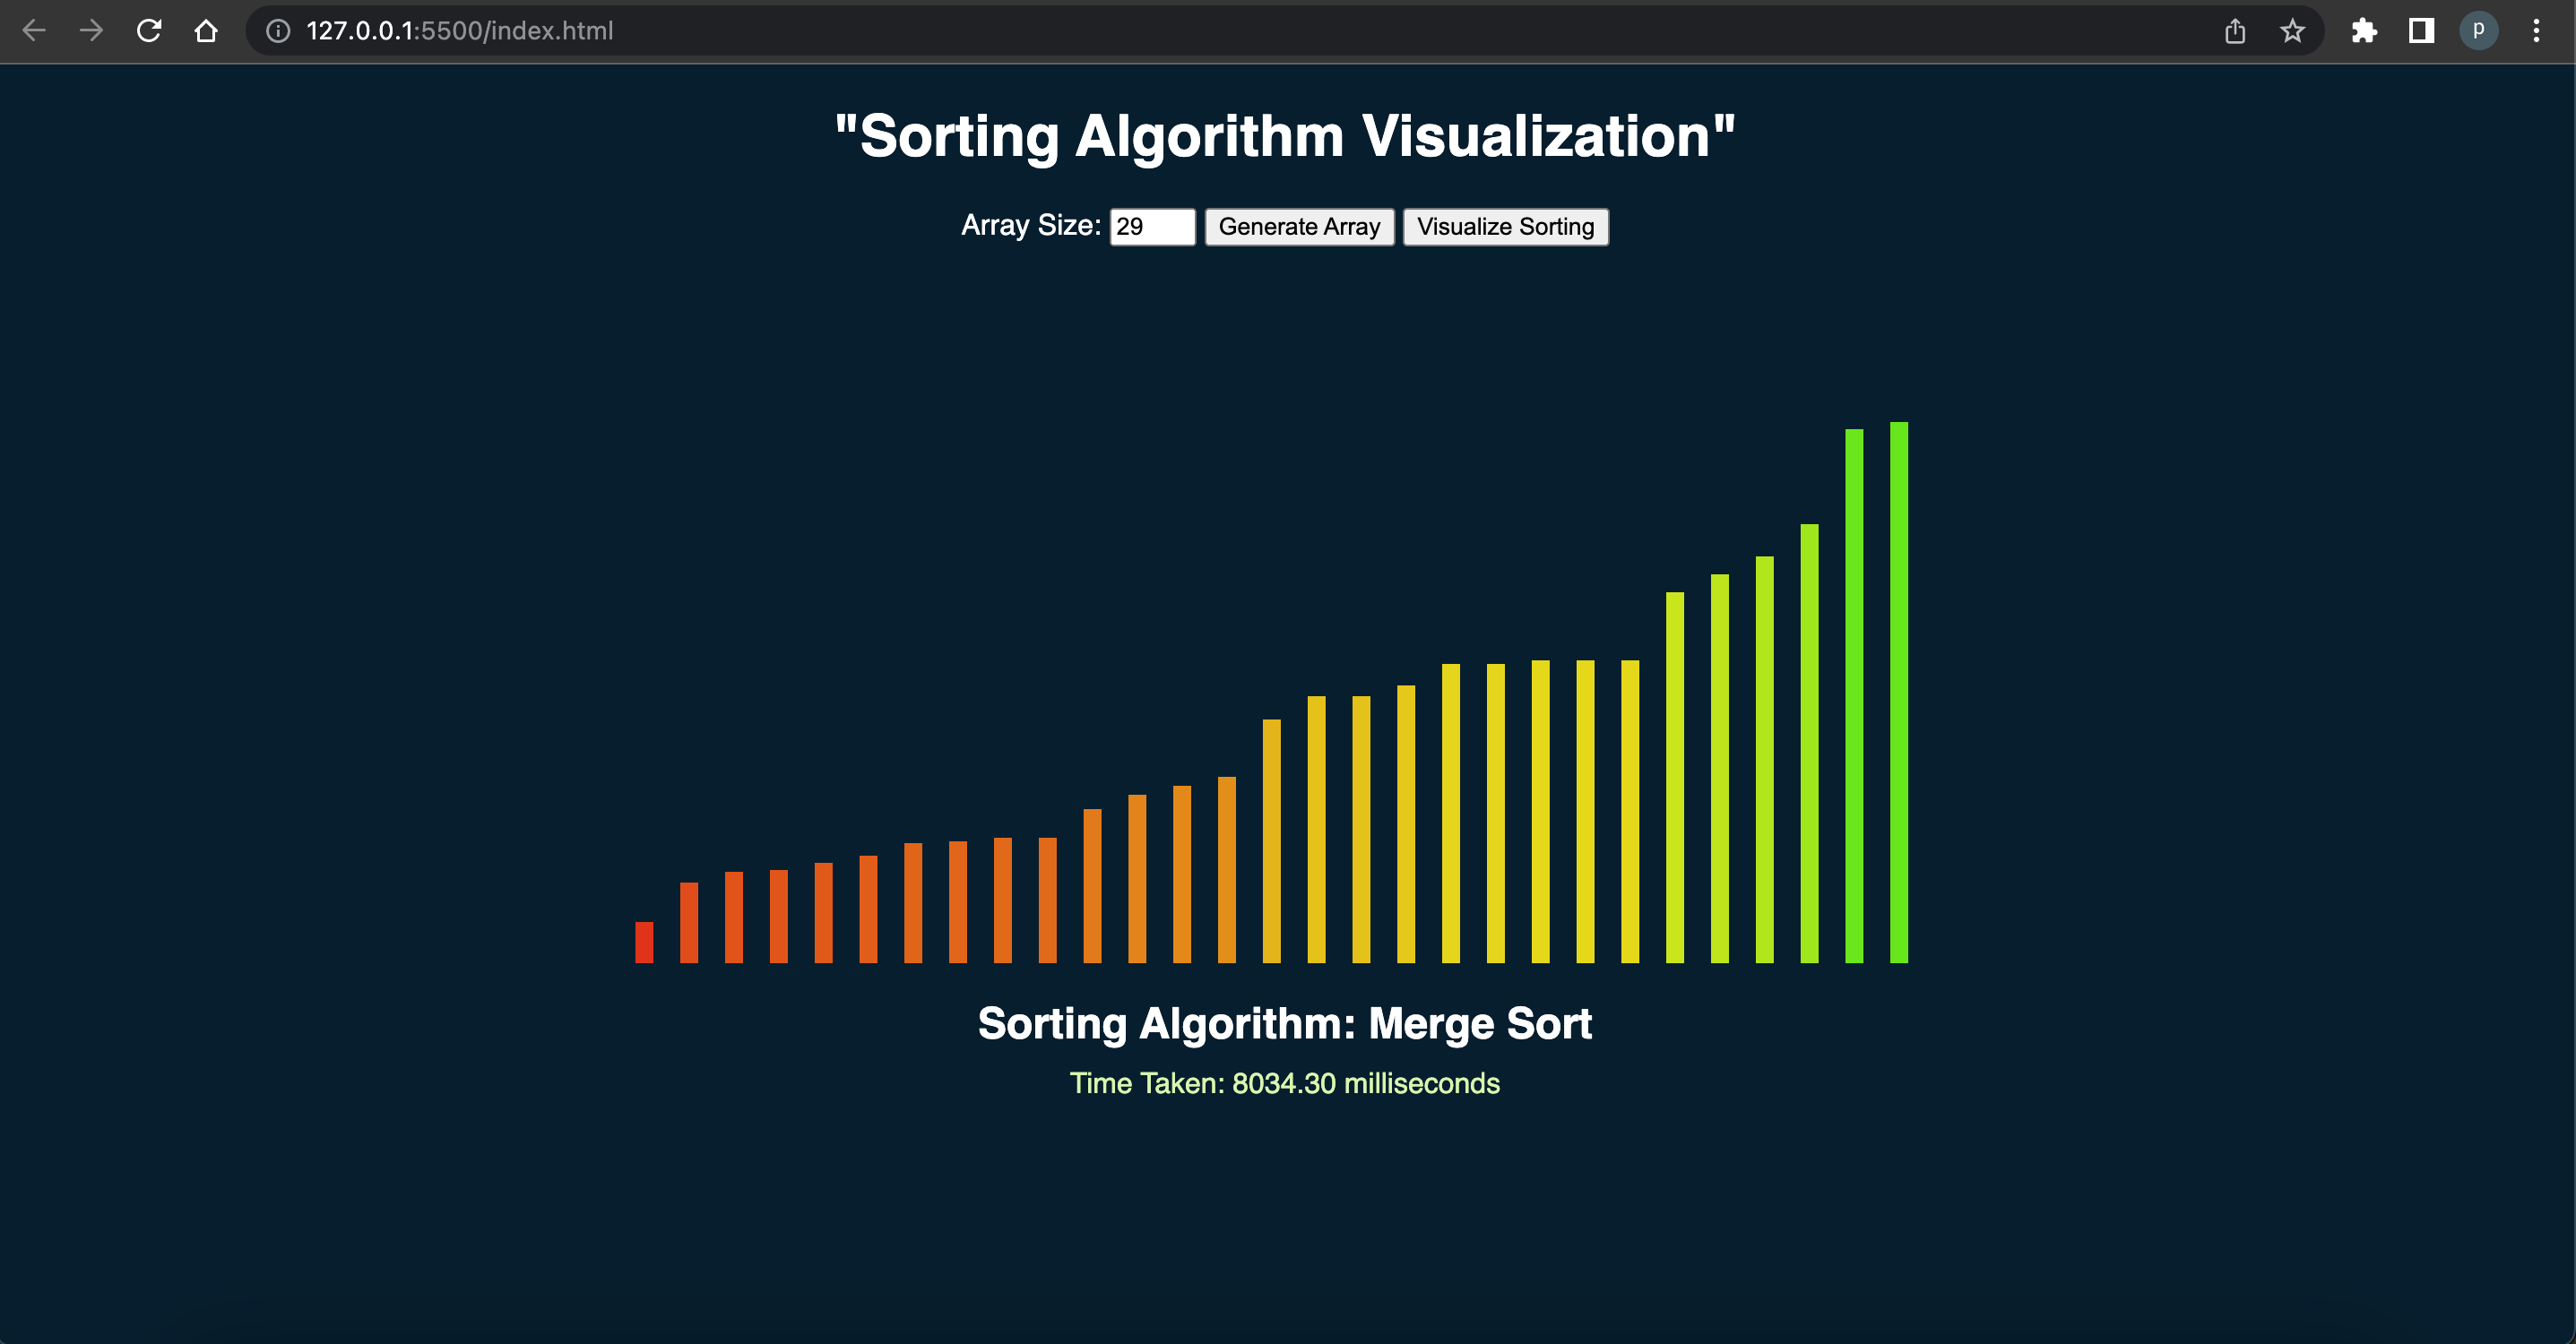 127.0.0.1:5500/index.html
p
"Sorting Algorithm Visualization"
Array Size: 29 Generate Array Visualize Sorting
Sorting Algorithm: Merge Sort
Time Taken: 8034.30 milliseconds